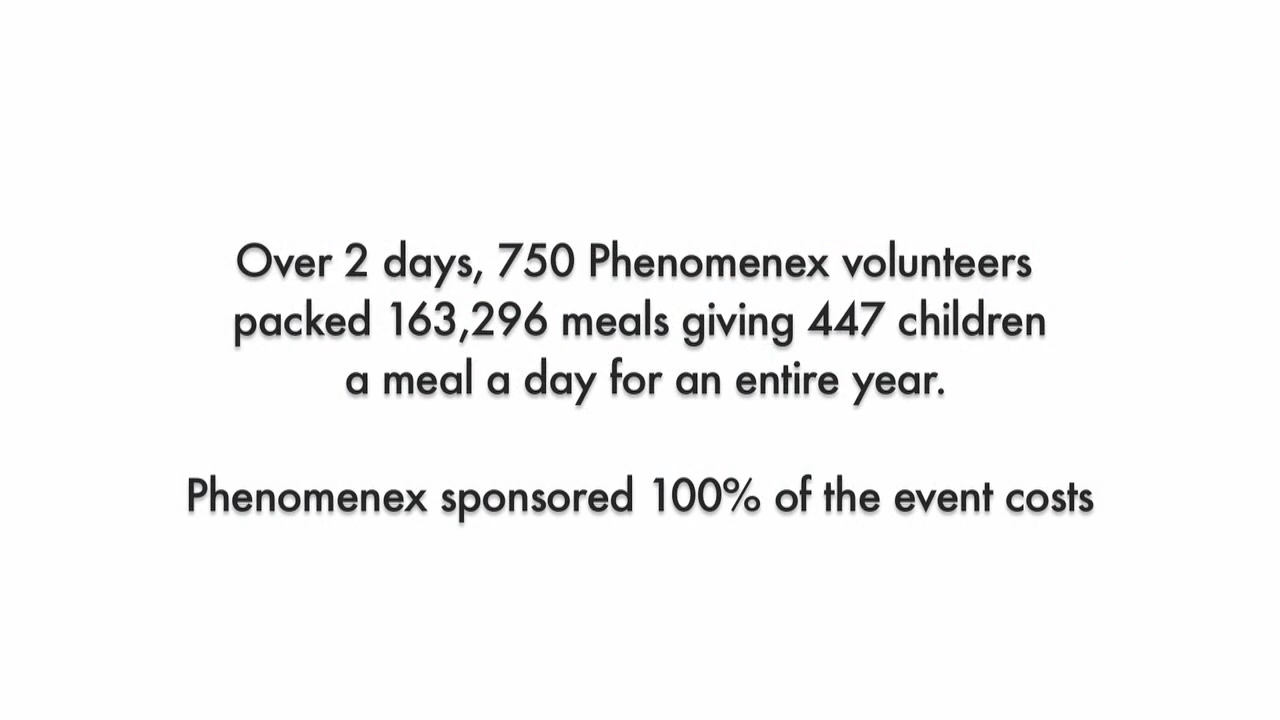 Over 2 days, 750 Phenomenex volunteers
packed 163,296 meals giving 447 children
a meal a day for an entire year.
Phenomenex sponsored 100% of the event costs